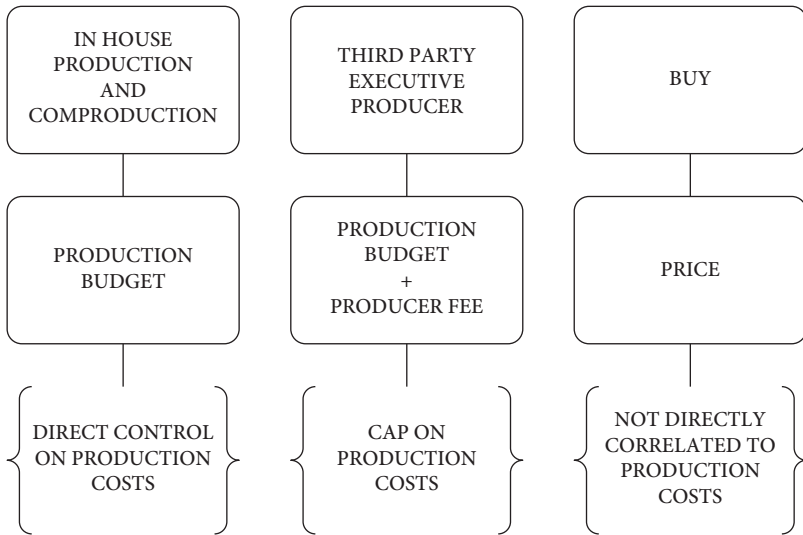 IN HOUSE
PRODUCTION
AND
COMPRODUCTION
THIRD PARTY
EXECUTIVE
PRODUCER
BUY
PRODUCTION
BUDGET
PRODUCTION
BUDGET
+
PRODUCER FEE
PRICE
DIRECT CONTROL
ON PRODUCTION
COSTS
CAP ON
PRODUCTION
COSTS
NOT DIRECTLY
CORRELATED TO
PRODUCTION
COSTS